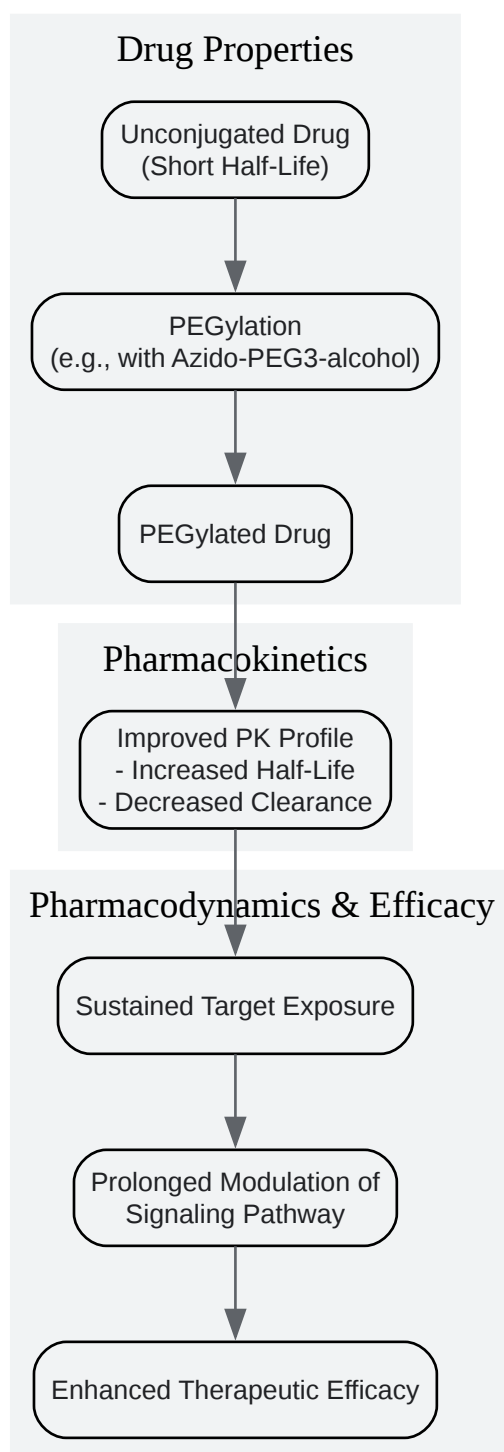 Drug Properties
Unconjugated Drug
(Short Half-Life)
PEGylation
(e.g., with Azido-PEG3-alcohol)
PEGylated Drug
Pharmacokinetics
Improved PK Profile
- Increased Half-Life
- Decreased Clearance
Pharmacodynamics & Efficacy
Sustained Target Exposure
Prolonged Modulation of
Signaling Pathway
Enhanced Therapeutic Efficacy